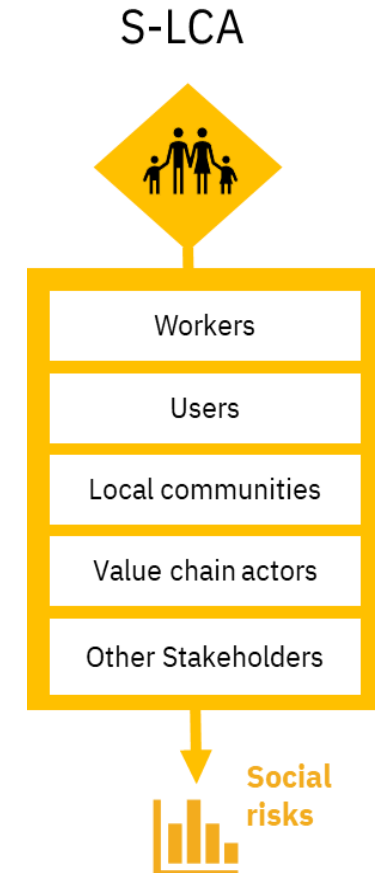 S-LCA
Workers
Users
Local communities
Value chain actors
Other Stakeholders
Social
risks